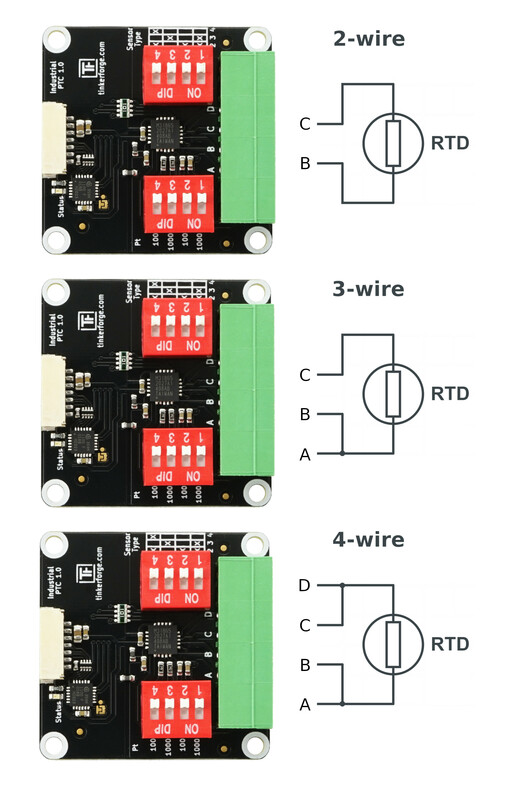 2-wire
Sensor
Type
2 3 4
4 3 2 1
DIP ON
Industrial
PTC 1.0
TF
tinkerforge.com
D
C
B
A
4 3 2 1
DIP ON
Status
Pt
100
1000
100
1000
C
B
RTD
3-wire
Sensor
Type
2 3 4
4 3 2 1
DIP ON
Industrial
PTC 1.0
TF
tinkerforge.com
D
C
B
A
4 3 2 1
DIP ON
Status
Pt
100
1000
100
1000
C
B
A
RTD
4-wire
Sensor
Type
2 3 4
4 3 2 1
DIP ON
Industrial
PTC 1.0
TF
tinkerforge.com
D
C
B
A
4 3 2 1
DIP ON
Status
Pt
100
1000
100
1000
D
C
B
A
RTD